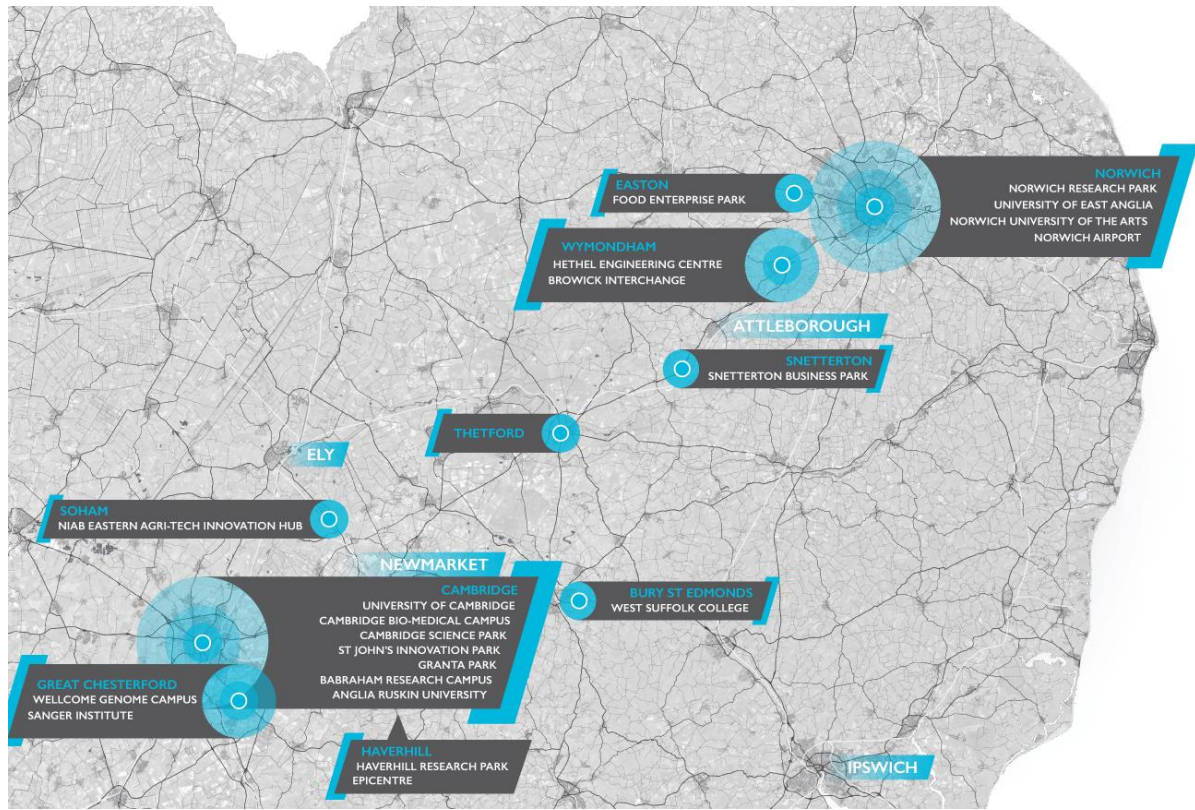 NORWICH
NORWICH RESEARCH PARK
UNIVERSITY OF EAST ANGLIA
NORWICH UNIVERSITY OF THE ARTS
NORWICH AIRPORT
EASTON
FOOD ENTERPRISE PARK
WYMONDHAM
HETHEL ENGINEERING CENTRE
BROWICK INTERCHANGE
ATTLEBOROUGH
SNETTERTON
SNETTERTON BUSINESS PARK
THETFORD
ELY
SOHAM
NIAB EASTERN AGRI-TECH INNOVATION HUB
NEWMARKET
CAMBRIDGE
UNIVERSITY OF CAMBRIDGE
CAMBRIDGE BIO-MEDICAL CAMPUS
CAMBRIDGE SCIENCE PARK
ST JOHN'S INNOVATION PARK
GRANTA PARK
BABRAHAM RESEARCH CAMPUS
ANGLIA RUSKIN UNIVERSITY
BURY ST EDMONDS
WEST SUFFOLK COLLEGE
GREAT CHESTERFORD
WELLCOME GENOME CAMPUS
SANGER INSTITUTE
HAVERHILL
HAVERHILL RESEARCH PARK
EPICENTRE
IPSWICH